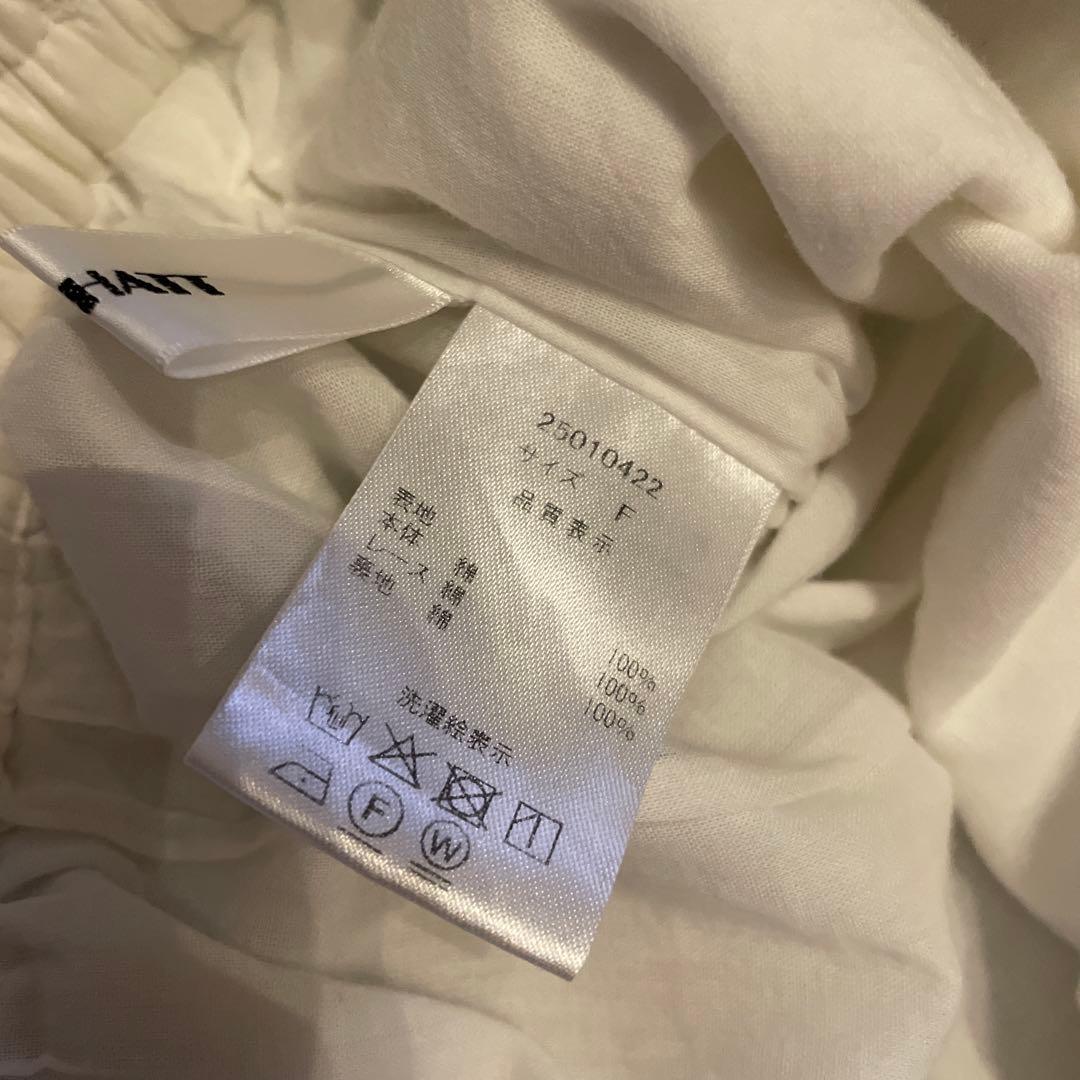 HATT
25010422
サイズ F
品質表示
表地
本体 綿 100%
レース 綿 100%
裏地 綿 100%
洗濯絵表示
F
W